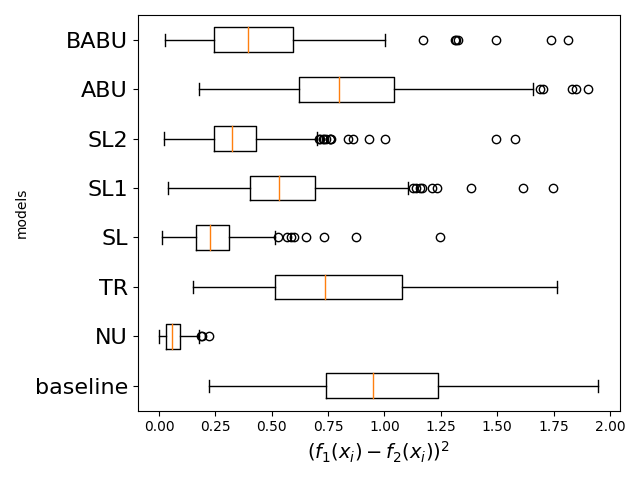 BABU
ABU
SL2
SL1
SL
TR
NU
baseline
models
0.00 0.25 0.50 0.75 1.00 1.25 1.50 1.75 2.00
(f₁(xᵢ) − f₂(xᵢ))²